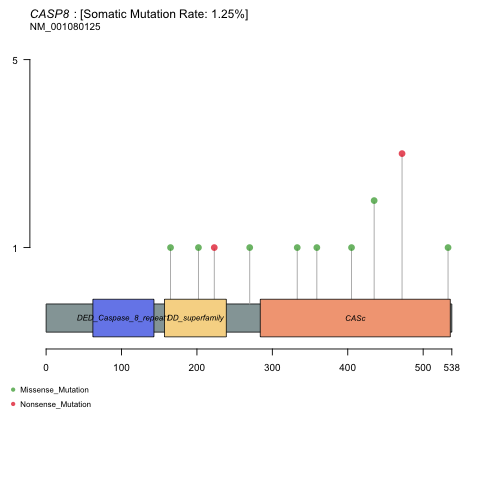 CASP8 : [Somatic Mutation Rate: 1.25%]
NM_001080125
5
1
DED_Caspase_8_repeat1
DD_superfamily
CASc
0 100 200 300 400 500 538
Missense_Mutation
Nonsense_Mutation